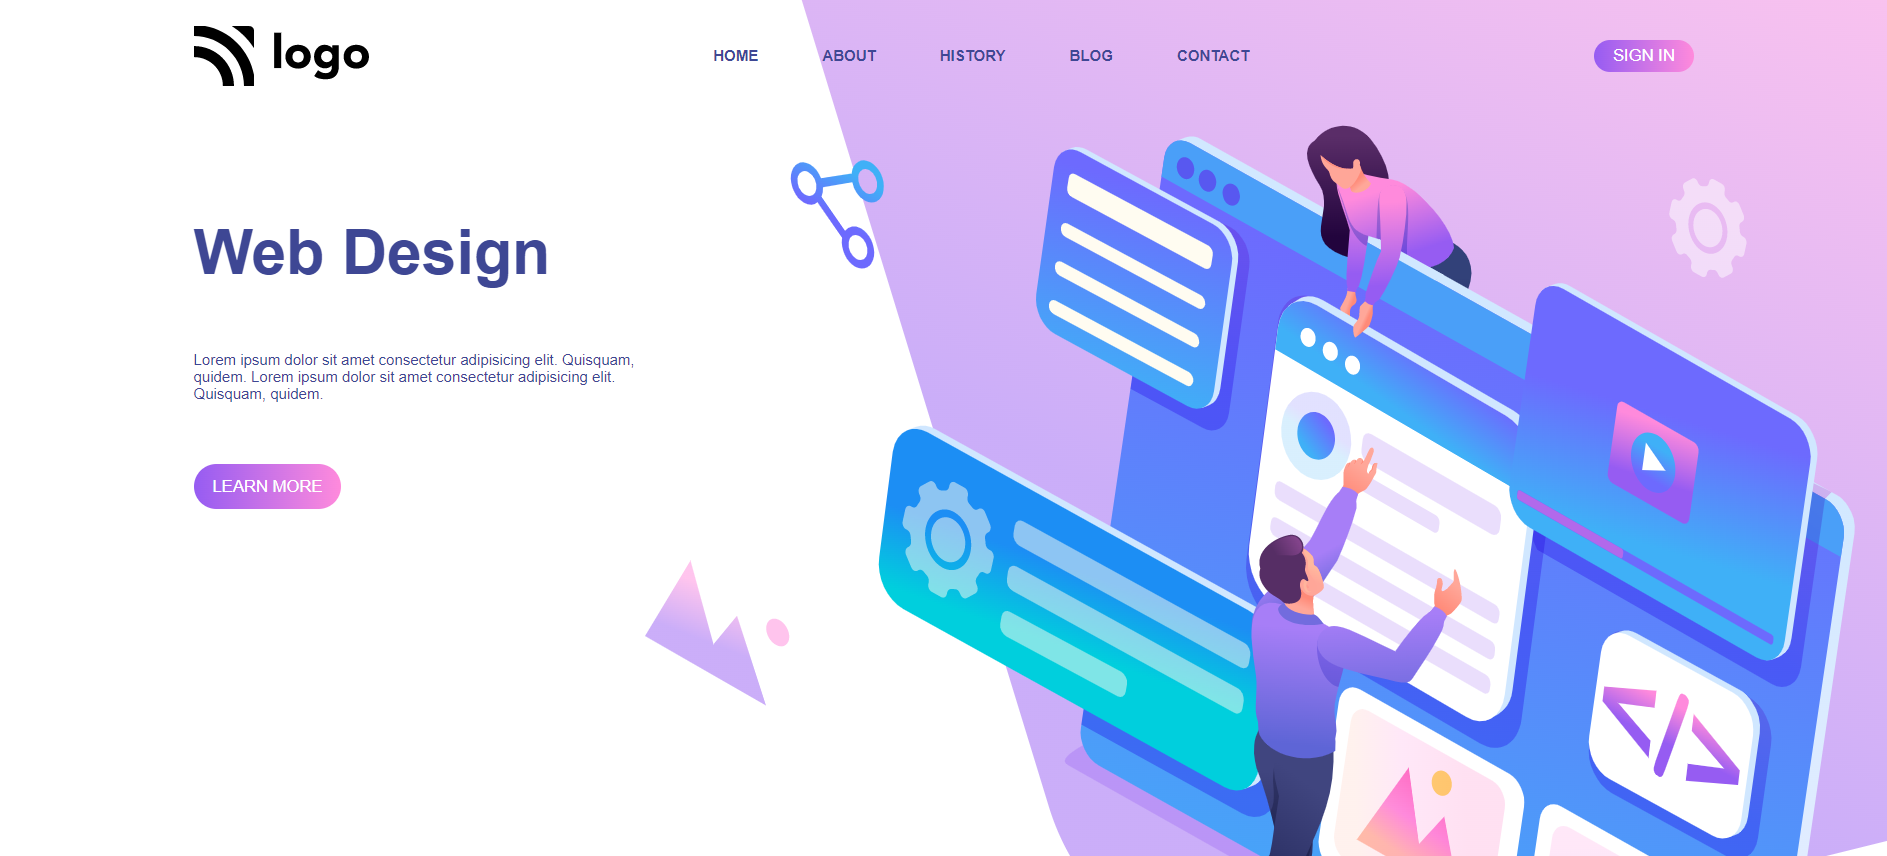 logo
HOME ABOUT HISTORY BLOG CONTACT SIGN IN
Web Design
Lorem ipsum dolor sit amet consectetur adipisicing elit. Quisquam,
quidem. Lorem ipsum dolor sit amet consectetur adipisicing elit.
Quisquam, quidem.
LEARN MORE